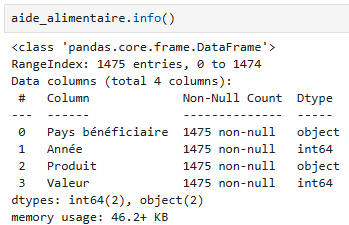 aide_alimentaire.info()
<class 'pandas.core.frame.DataFrame'>
RangeIndex: 1475 entries, 0 to 1474
Data columns (total 4 columns):
 #   Column             Non-Null Count  Dtype
---  ------             --------------  -----
 0   Pays bénéficiaire  1475 non-null   object
 1   Année              1475 non-null   int64
 2   Produit            1475 non-null   object
 3   Valeur             1475 non-null   int64
dtypes: int64(2), object(2)
memory usage: 46.2+ KB